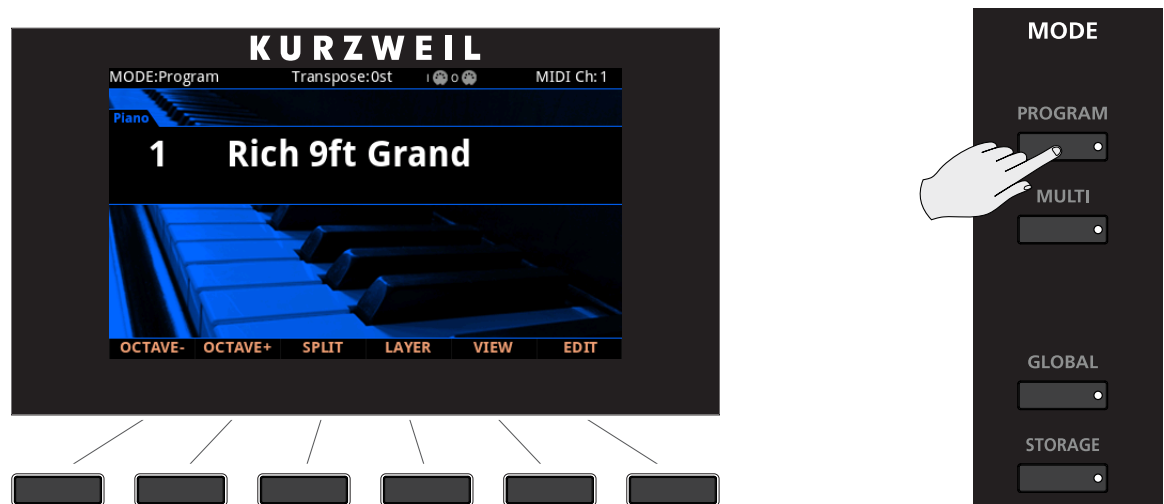 KURZWEIL
MODE:Program Transpose:0st I O MIDI Ch:1
Piano
1 Rich 9ft Grand
OCTAVE- OCTAVE+ SPLIT LAYER VIEW EDIT
MODE
PROGRAM
MULTI
GLOBAL
STORAGE